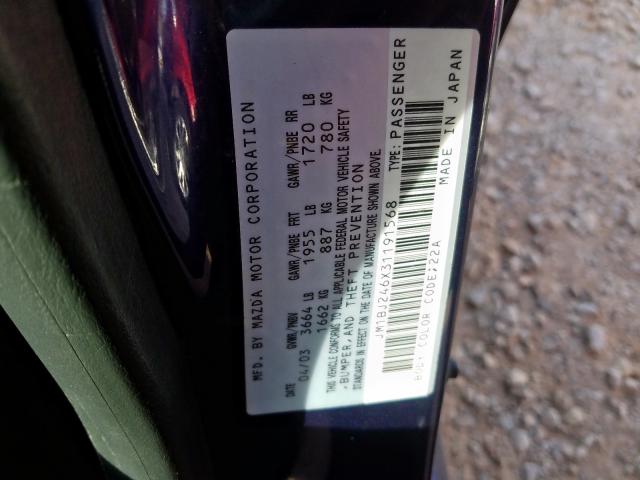 MFD. BY MAZDA MOTOR CORPORATION
DATE GVWR/PNBV GAWR/PNBE FRT GAWR/PNBE RR
04/03 3664 LB 1955 LB 1720 LB
1662 KG 887 KG 780 KG
THIS VEHICLE CONFORMS TO ALL APPLICABLE FEDERAL MOTOR VEHICLE SAFETY
, BUMPER, AND THEFT PREVENTION
STANDARDS IN EFFECT ON THE DATE OF MANUFACTURE SHOWN ABOVE.
JM1BJ246X31191568 TYPE: PASSENGER
BODY COLOR CODE;22A MADE IN JAPAN